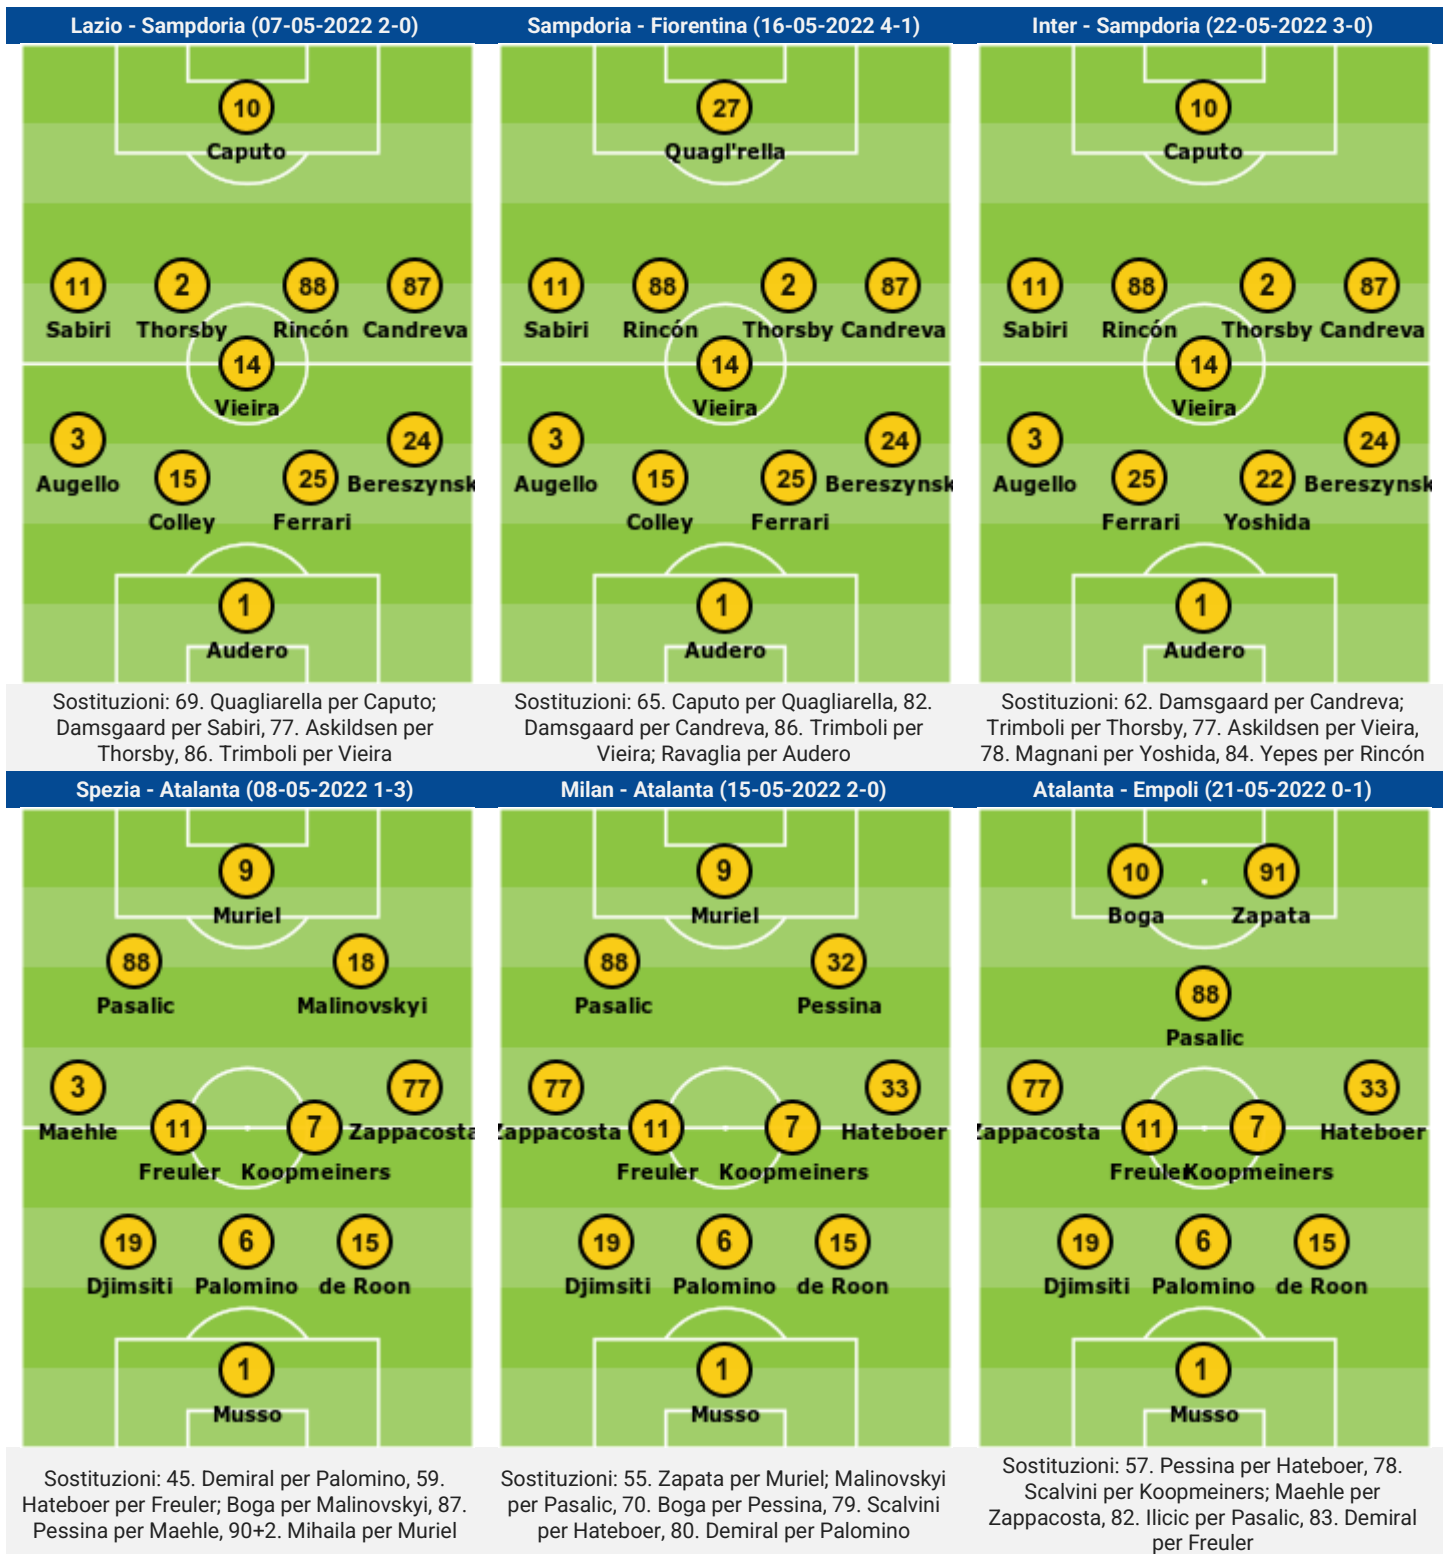 Lazio - Sampdoria (07-05-2022 2-0)
10
Caputo
11
2
88
87
Sabiri
Thorsby
Rincón
Candreva
14
Vieira
3
24
Augello
15
25
Bereszynsk
Colley
Ferrari
1
Audero
Sostituzioni: 69. Quagliarella per Caputo;
Damsgaard per Sabiri, 77. Askildsen per
Thorsby, 86. Trimboli per Vieira
Sampdoria - Fiorentina (16-05-2022 4-1)
27
Quagl'rella
11
88
2
87
Sabiri
Rincón
Thorsby
Candreva
14
Vieira
3
24
Augello
15
25
Bereszynsk
Colley
Ferrari
1
Audero
Sostituzioni: 65. Caputo per Quagliarella, 82.
Damsgaard per Candreva, 86. Trimboli per
Vieira; Ravaglia per Audero
Inter - Sampdoria (22-05-2022 3-0)
10
Caputo
11
88
2
87
Sabiri
Rincón
Thorsby
Candreva
14
Vieira
3
24
Augello
25
22
Bereszynsk
Ferrari
Yoshida
1
Audero
Sostituzioni: 62. Damsgaard per Candreva;
Trimboli per Thorsby, 77. Askildsen per Vieira,
78. Magnani per Yoshida, 84. Yepes per Rincón
Spezia - Atalanta (08-05-2022 1-3)
9
Muriel
88
18
Pasalic
Malinovskyi
3
77
Maehle
11
7
Zappacosta
Freuler
Koopmeiners
19
6
15
Djimsiti
Palomino
de Roon
1
Musso
Sostituzioni: 45. Demiral per Palomino, 59.
Hateboer per Freuler; Boga per Malinovskyi, 87.
Pessina per Maehle, 90+2. Mihaila per Muriel
Milan - Atalanta (15-05-2022 2-0)
9
Muriel
88
32
Pasalic
Pessina
77
33
Zappacosta
11
7
Hateboer
Freuler
Koopmeiners
19
6
15
Djimsiti
Palomino
de Roon
1
Musso
Sostituzioni: 55. Zapata per Muriel; Malinovskyi
per Pasalic, 70. Boga per Pessina, 79. Scalvini
per Hateboer, 80. Demiral per Palomino
Atalanta - Empoli (21-05-2022 0-1)
10
91
Boga
Zapata
88
Pasalic
77
33
Zappacosta
11
7
Hateboer
Freuler
Koopmeiners
19
6
15
Djimsiti
Palomino
de Roon
1
Musso
Sostituzioni: 57. Pessina per Hateboer, 78.
Scalvini per Koopmeiners; Maehle per
Zappacosta, 82. Ilicic per Pasalic, 83. Demiral
per Freuler